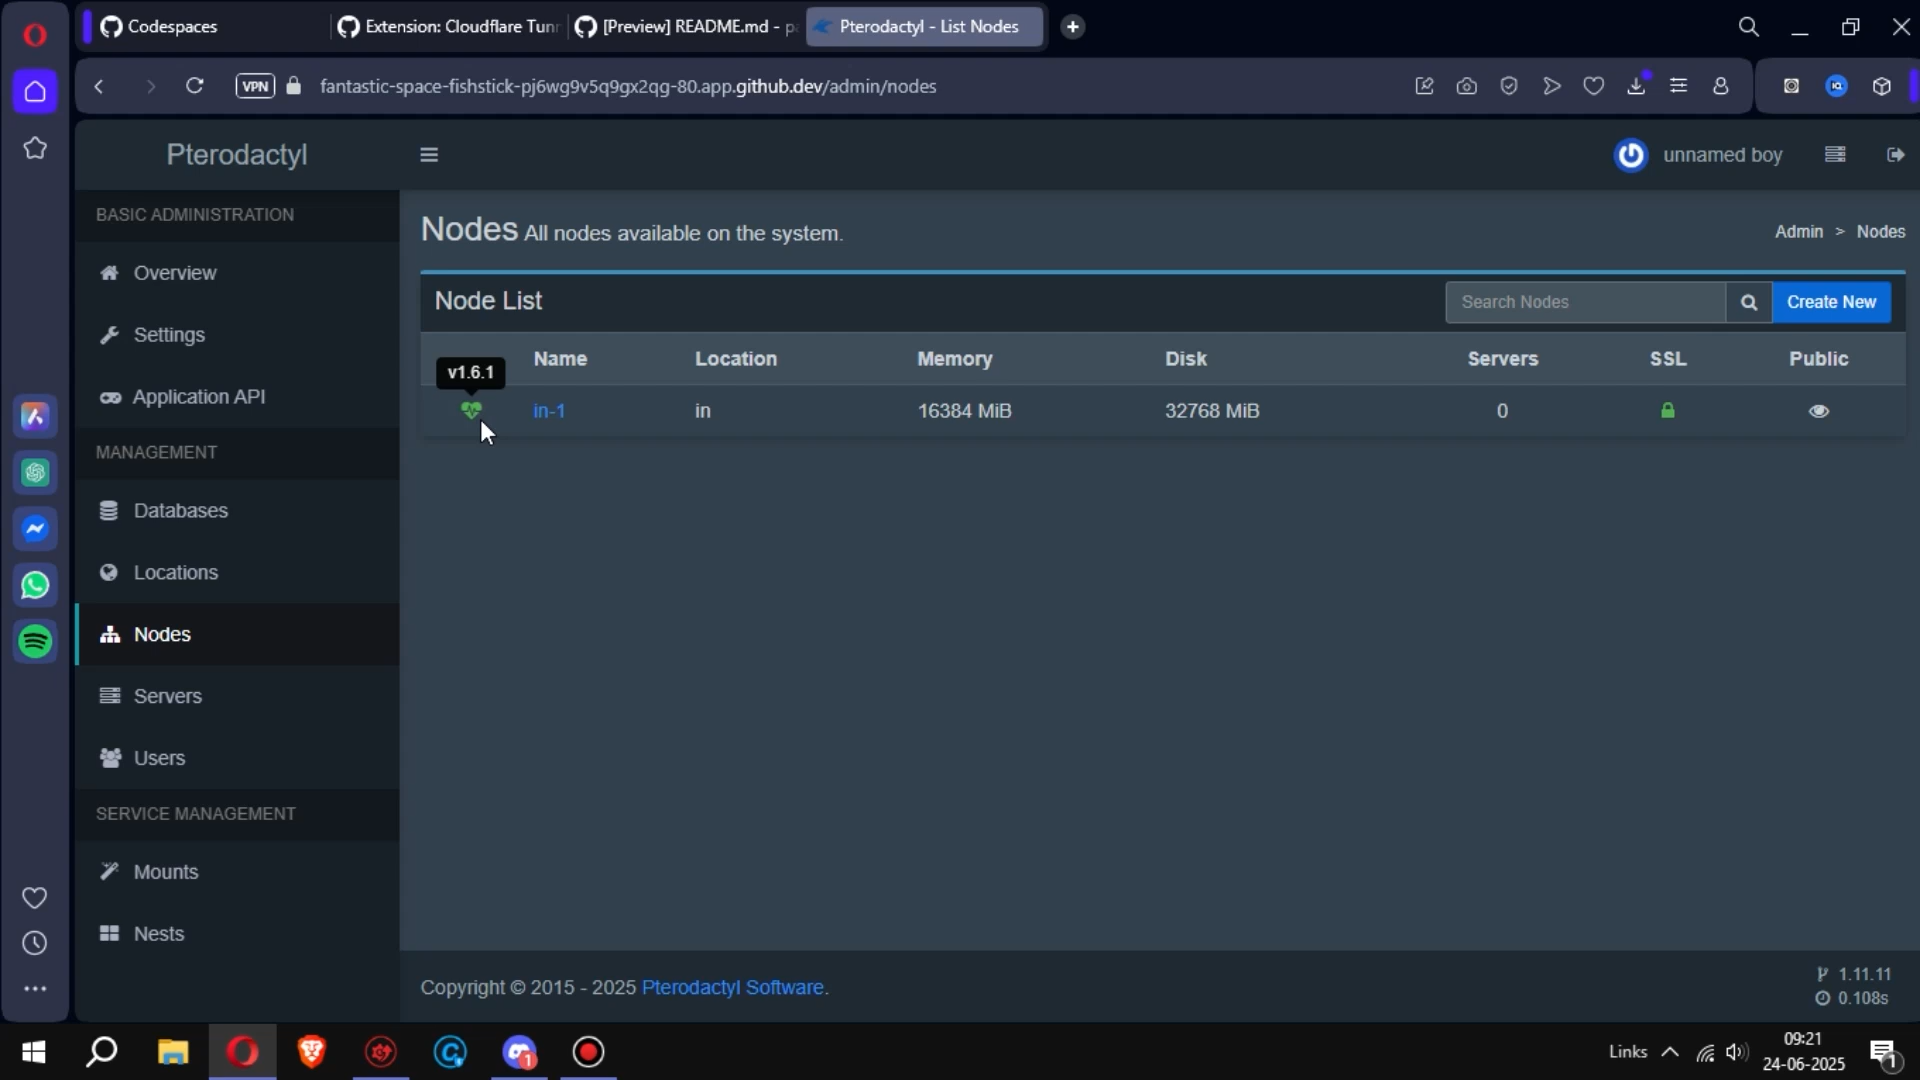 Codespaces
Extension: Cloudflare Tunn
[Preview] README.md - pa
Pterodactyl - List Nodes
VPN
fantastic-space-fishstick-pj6wg9v5q9gx2qg-80.app.github.dev/admin/nodes
Pterodactyl
unnamed boy
BASIC ADMINISTRATION
Overview
Settings
Application API
MANAGEMENT
Databases
Locations
Nodes
Servers
Users
SERVICE MANAGEMENT
Mounts
Nests
Nodes All nodes available on the system.
Admin > Nodes
Node List
Search Nodes
Create New
Name Location Memory Disk Servers SSL Public
v1.6.1
in-1 in 16384 MiB 32768 MiB 0
Copyright © 2015 - 2025 Pterodactyl Software.
1.11.11
0.108s
1
Links
09:21
24-06-2025
1